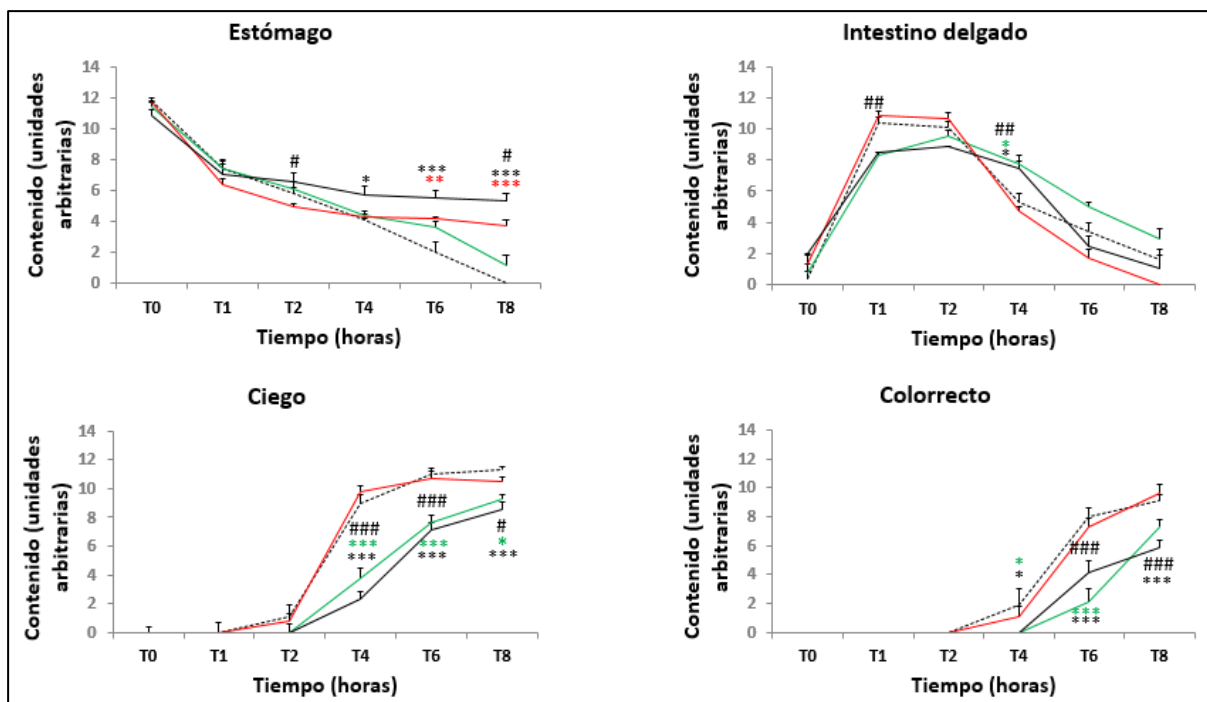 Estómago
Contenido (unidades
arbitrarias)
14
12
10
8
6
4
2
0
#
*
***
**
#
***
***
T0 T1 T2 T4 T6 T8
Tiempo (horas)
Intestino delgado
Contenido (unidades
arbitrarias)
14
12
10
8
6
4
2
0
##
##
*
*
T0 T1 T2 T4 T6 T8
Tiempo (horas)
Ciego
Contenido (unidades
arbitrarias)
14
12
10
8
6
4
2
0
###
***
***
###
***
***
#
*
***
T0 T1 T2 T4 T6 T8
Tiempo (horas)
Colorrecto
Contenido (unidades
arbitrarias)
14
12
10
8
6
4
2
0
*
*
###
***
***
###
***
T0 T1 T2 T4 T6 T8
Tiempo (horas)